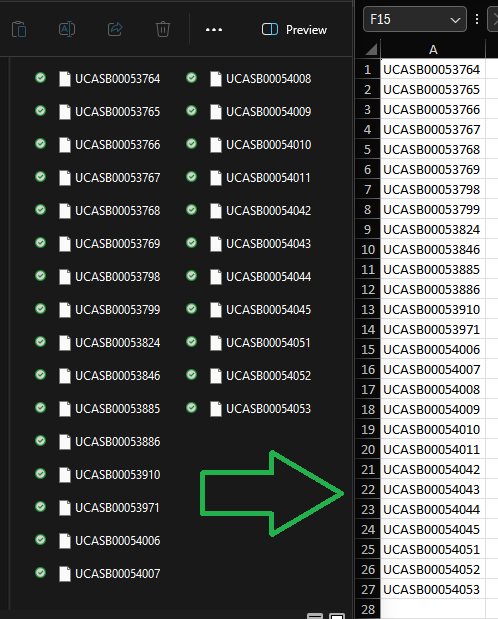 Preview
UCASB00053764
UCASB00053765
UCASB00053766
UCASB00053767
UCASB00053768
UCASB00053769
UCASB00053798
UCASB00053799
UCASB00053824
UCASB00053846
UCASB00053885
UCASB00053886
UCASB00053910
UCASB00053971
UCASB00054006
UCASB00054007
UCASB00054008
UCASB00054009
UCASB00054010
UCASB00054011
UCASB00054042
UCASB00054043
UCASB00054044
UCASB00054045
UCASB00054051
UCASB00054052
UCASB00054053
F15
A
1 UCASB00053764
2 UCASB00053765
3 UCASB00053766
4 UCASB00053767
5 UCASB00053768
6 UCASB00053769
7 UCASB00053798
8 UCASB00053799
9 UCASB00053824
10 UCASB00053846
11 UCASB00053885
12 UCASB00053886
13 UCASB00053910
14 UCASB00053971
15 UCASB00054006
16 UCASB00054007
17 UCASB00054008
18 UCASB00054009
19 UCASB00054010
20 UCASB00054011
21 UCASB00054042
22 UCASB00054043
23 UCASB00054044
24 UCASB00054045
25 UCASB00054051
26 UCASB00054052
27 UCASB00054053
28